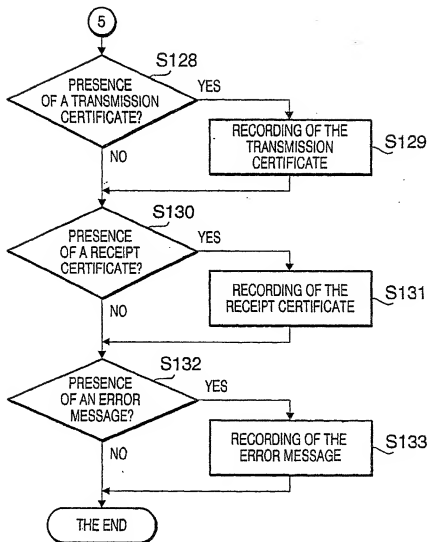 5
S128
PRESENCE
OF A TRANSMISSION
CERTIFICATE?
YES
RECORDING OF THE
TRANSMISSION
CERTIFICATE
S129
NO
S130
PRESENCE
OF A RECEIPT
CERTIFICATE?
YES
RECORDING OF THE
RECEIPT CERTIFICATE
S131
NO
S132
PRESENCE
OF AN ERROR
MESSAGE?
YES
RECORDING OF THE
ERROR MESSAGE
S133
NO
THE END